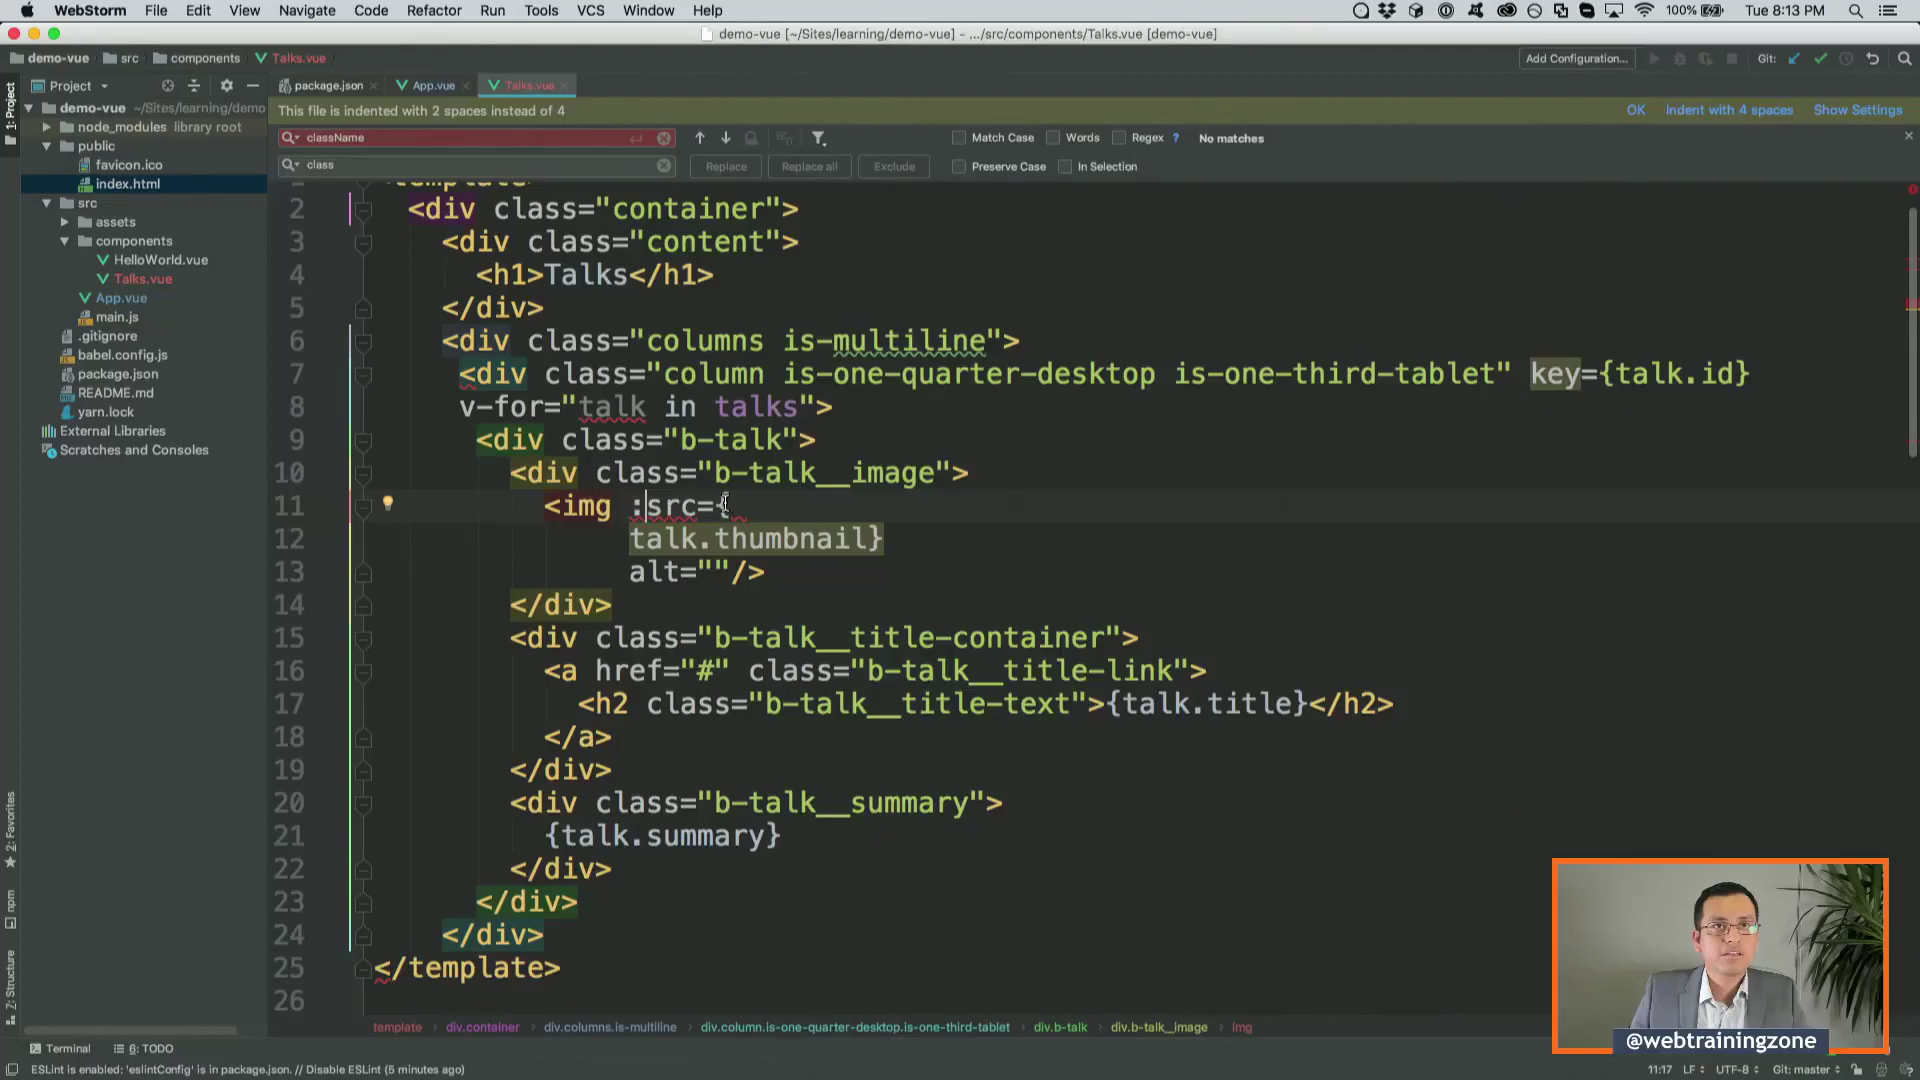 WebStorm File Edit View Navigate Code Refactor Run Tools VCS Window Help 100% Tue 8:13 PM
demo-vue [~/Sites/learning/demo-vue] - .../src/components/Talks.vue [demo-vue]
demo-vue src components Talks.vue Add Configuration... Git:
Project package.json App.vue Talks.vue
1: Project
demo-vue ~/Sites/learning/demo
node_modules library root
public
favicon.ico
index.html
src
assets
components
HelloWorld.vue
Talks.vue
App.vue
main.js
.gitignore
babel.config.js
package.json
README.md
yarn.lock
External Libraries
Scratches and Consoles
2: Favorites
npm
7: Structure
This file is indented with 2 spaces instead of 4 OK Indent with 4 spaces Show Settings
className Match Case Words Regex ? No matches
class Replace Replace all Exclude Preserve Case In Selection
2 <div class="container">
3 <div class="content">
4 <h1>Talks</h1>
5 </div>
6 <div class="columns is-multiline">
7 <div class="column is-one-quarter-desktop is-one-third-tablet" key={talk.id}
8 v-for="talk in talks">
9 <div class="b-talk">
10 <div class="b-talk__image">
11 <img :src={
12 talk.thumbnail}
13 alt=""/>
14 </div>
15 <div class="b-talk__title-container">
16 <a href="#" class="b-talk__title-link">
17 <h2 class="b-talk__title-text">{talk.title}</h2>
18 </a>
19 </div>
20 <div class="b-talk__summary">
21 {talk.summary}
22 </div>
23 </div>
24 </div>
25 </template>
26
template div.container div.columns.is-multiline div.column.is-one-quarter-desktop.is-one-third-tablet div.b-talk div.b-talk__image img
@webtrainingzone
Terminal 6: TODO
ESLint is enabled: 'eslintConfig' is in package.json. // Disable ESLint (5 minutes ago) 11:17 LF UTF-8 Git: master